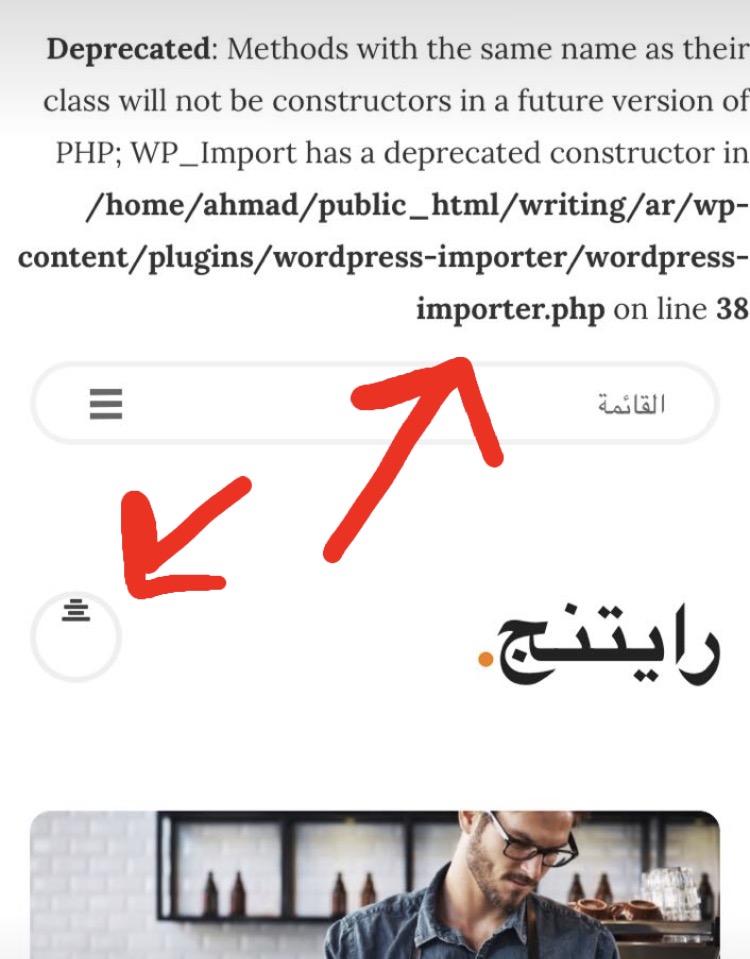 Deprecated: Methods with the same name as their
class will not be constructors in a future version of
PHP; WP_Import has a deprecated constructor in
/home/ahmad/public_html/writing/ar/wp-
content/plugins/wordpress-importer/wordpress-
importer.php on line 38
القائمة
رايتنج.